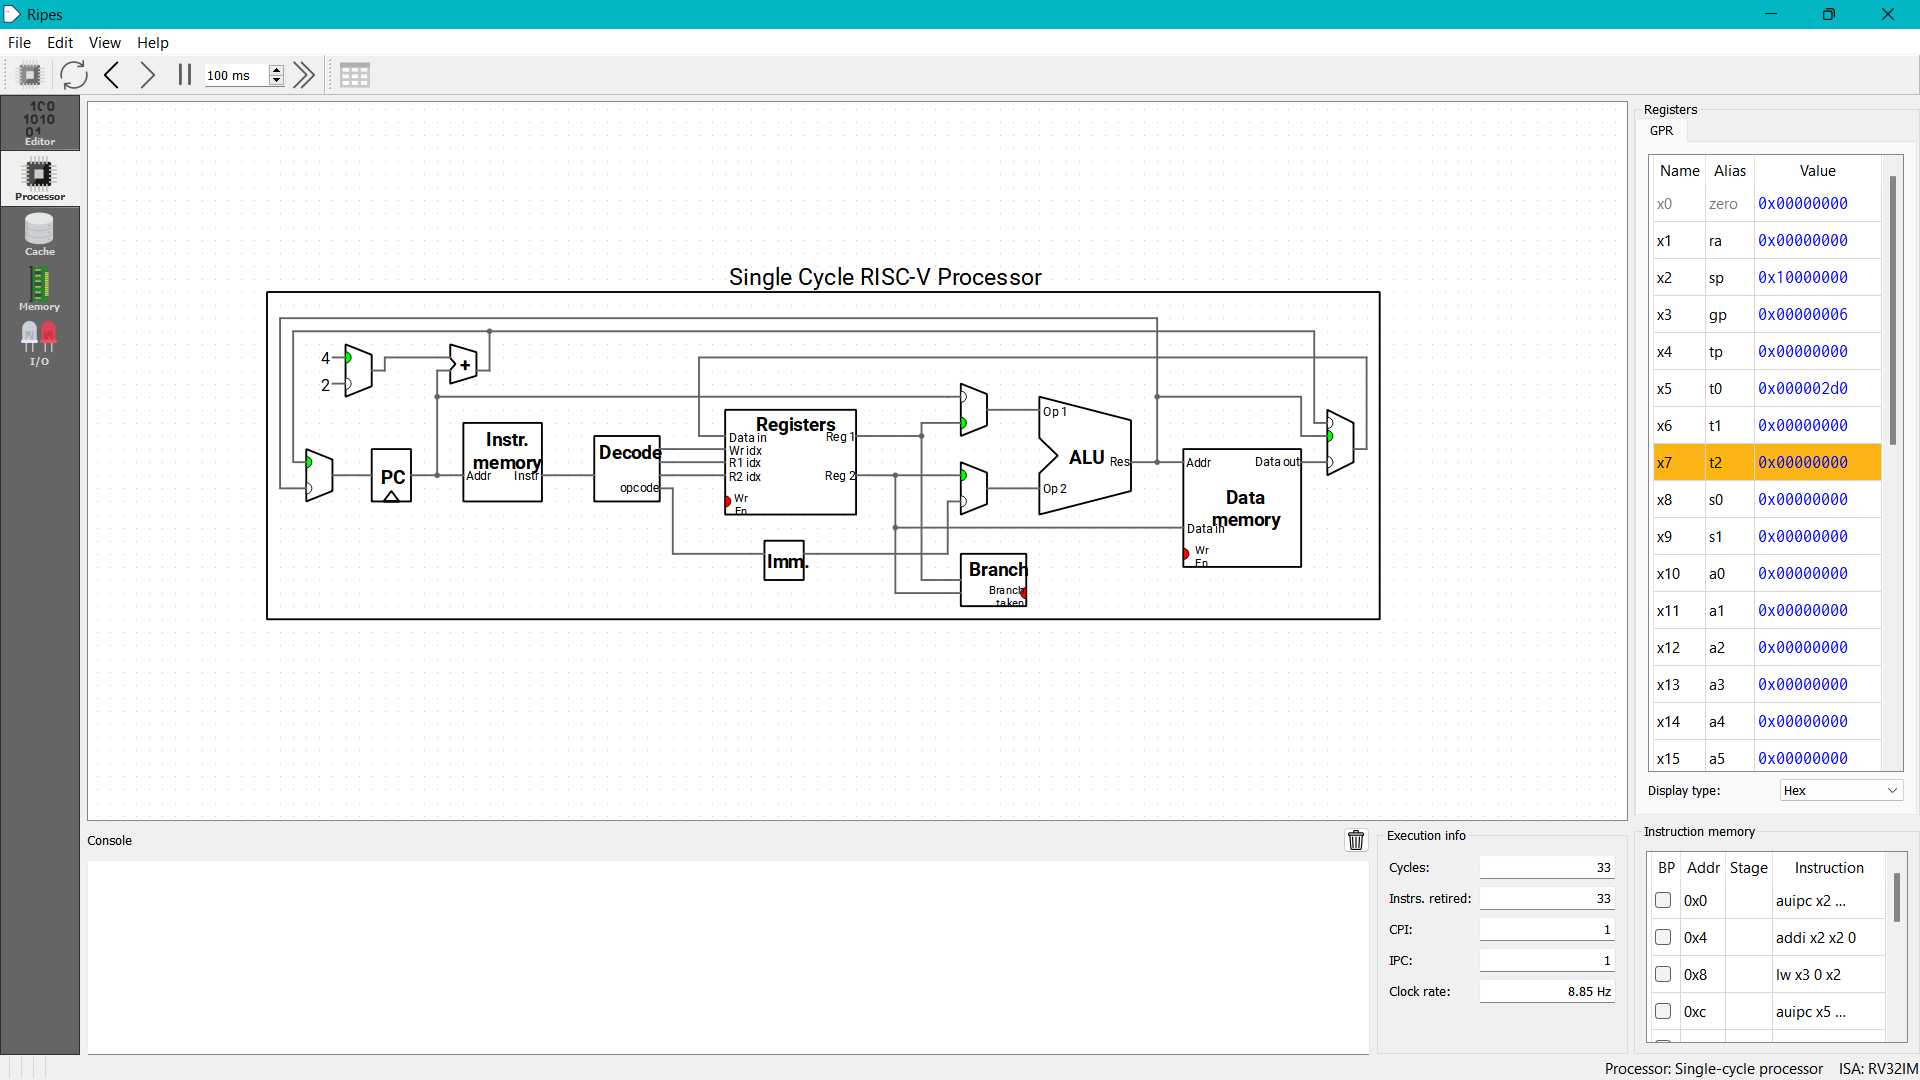 Ripes
File Edit View Help
100 ms
100
1010
01
Editor
Processor
Cache
Memory
I/O
Single Cycle RISC-V Processor
4
2
+
PC
Instr.
memory
Addr Instr
Decode
opcode
Registers
Data in
Wr idx
R1 idx
R2 idx
Wr
En
Reg 1
Reg 2
Imm.
Op 1
Op 2
ALU
Res
Branch
Branch
taken
Addr
Data out
Data
memory
Data in
Wr
En
Registers
GPR
Name Alias Value
x0 zero 0x00000000
x1 ra 0x00000000
x2 sp 0x10000000
x3 gp 0x00000006
x4 tp 0x00000000
x5 t0 0x000002d0
x6 t1 0x00000000
x7 t2 0x00000000
x8 s0 0x00000000
x9 s1 0x00000000
x10 a0 0x00000000
x11 a1 0x00000000
x12 a2 0x00000000
x13 a3 0x00000000
x14 a4 0x00000000
x15 a5 0x00000000
Display type: Hex
Console
Execution info
Cycles: 33
Instrs. retired: 33
CPI: 1
IPC: 1
Clock rate: 8.85 Hz
Instruction memory
BP Addr Stage Instruction
0x0 auipc x2 ...
0x4 addi x2 x2 0
0x8 lw x3 0 x2
0xc auipc x5 ...
Processor: Single-cycle processor ISA: RV32IM